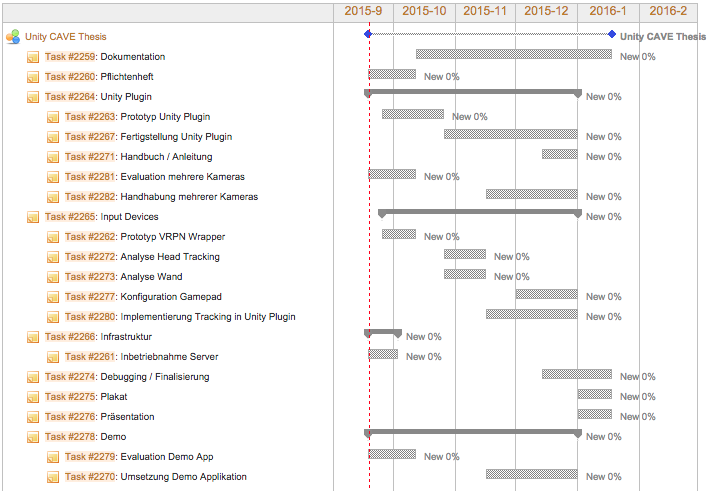 2015-9 2015-10 2015-11 2015-12 2016-1 2016-2
Unity CAVE Thesis Unity CAVE Thesis
Task #2259: Dokumentation New 0%
Task #2260: Pflichtenheft New 0%
Task #2264: Unity Plugin New 0%
Task #2263: Prototyp Unity Plugin New 0%
Task #2267: Fertigstellung Unity Plugin New 0%
Task #2271: Handbuch / Anleitung New 0%
Task #2281: Evaluation mehrere Kameras New 0%
Task #2282: Handhabung mehrerer Kameras New 0%
Task #2265: Input Devices New 0%
Task #2262: Prototyp VRPN Wrapper New 0%
Task #2272: Analyse Head Tracking New 0%
Task #2273: Analyse Wand New 0%
Task #2277: Konfiguration Gamepad New 0%
Task #2280: Implementierung Tracking in Unity Plugin New 0%
Task #2266: Infrastruktur New 0%
Task #2261: Inbetriebnahme Server New 0%
Task #2274: Debugging / Finalisierung New 0%
Task #2275: Plakat New 0%
Task #2276: Präsentation New 0%
Task #2278: Demo New 0%
Task #2279: Evaluation Demo App New 0%
Task #2270: Umsetzung Demo Applikation New 0%